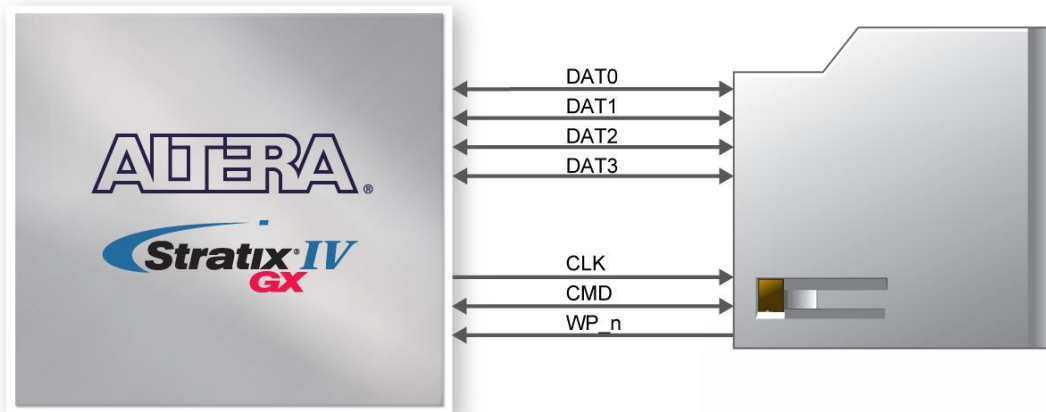 DAT0
DAT1
DAT2
DAT3
ALTERA®
Stratix® IV
GX
CLK
CMD
WP_n